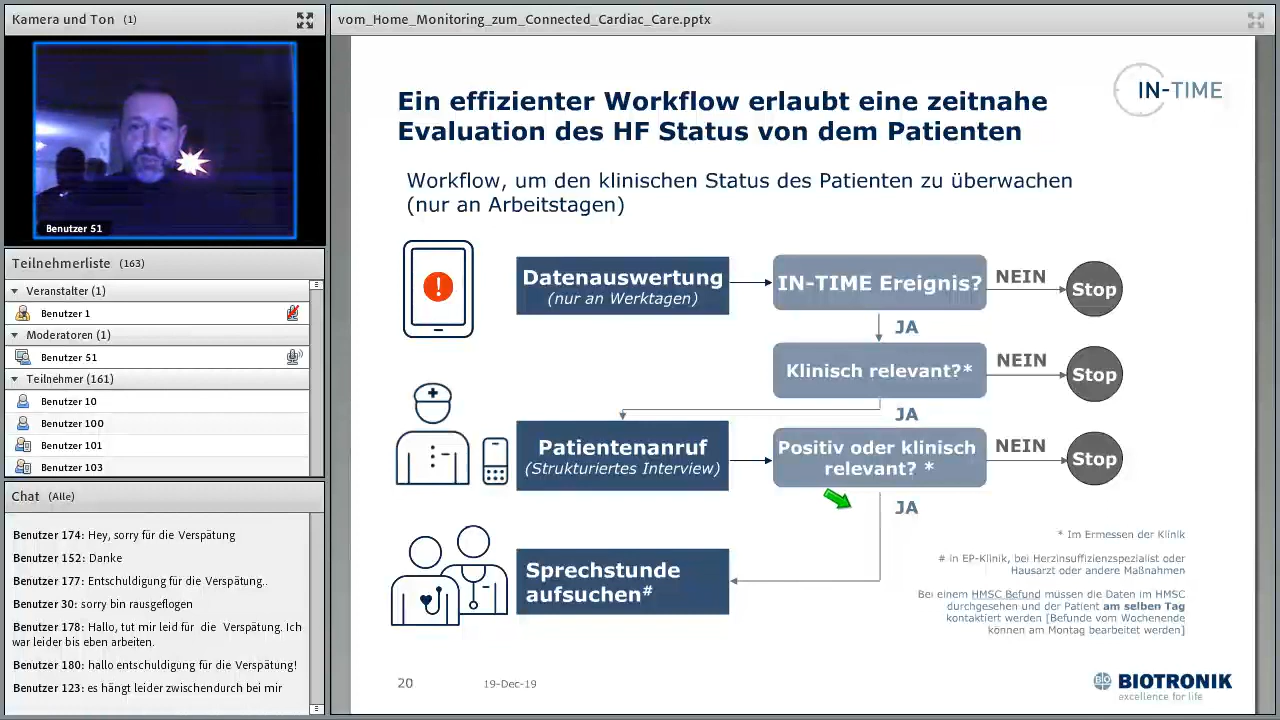 Kamera und Ton (1)
Benutzer 51
Teilnehmerliste (163)
Veranstalter (1)
Benutzer 1
Moderatoren (1)
Benutzer 51
Teilnehmer (161)
Benutzer 10
Benutzer 100
Benutzer 101
Benutzer 103
Chat (Alle)
Benutzer 174: Hey, sorry für die Verspätung
Benutzer 152: Danke
Benutzer 177: Entschuldigung für die Verspätung..
Benutzer 30: sorry bin rausgeflogen
Benutzer 178: Hallo, tut mir leid für die Verspätung. Ich
war leider bis eben arbeiten.
Benutzer 180: hallo entschuldigung für die Verspätung!
Benutzer 123: es hängt leider zwischendurch bei mir
vom_Home_Monitoring_zum_Connected_Cardiac_Care.pptx
IN-TIME
Ein effizienter Workflow erlaubt eine zeitnahe
Evaluation des HF Status von dem Patienten
Workflow, um den klinischen Status des Patienten zu überwachen
(nur an Arbeitstagen)
Datenauswertung
(nur an Werktagen)
IN-TIME Ereignis?
NEIN
Stop
JA
Klinisch relevant?*
NEIN
Stop
JA
Patientenanruf
(Strukturiertes Interview)
Positiv oder klinisch
relevant? *
NEIN
Stop
JA
Sprechstunde
aufsuchen#
* Im Ermessen der Klinik
# in EP-Klinik, bei Herzinsuffizienzspezialist oder
Hausarzt oder andere Maßnahmen
Bei einem HMSC Befund müssen die Daten im HMSC
durchgesehen und der Patient am selben Tag
kontaktiert werden [Befunde vom Wochenende
können am Montag bearbeitet werden]
20
19-Dec-19
BIO BIOTRONIK
excellence for life